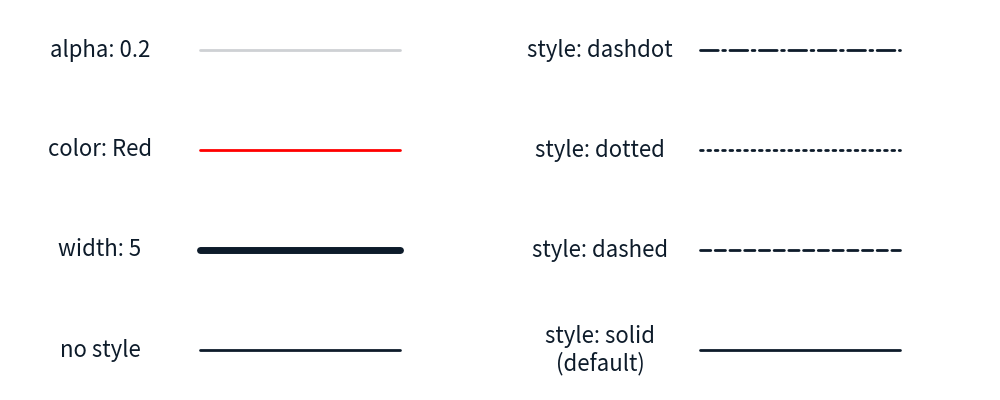 alpha: 0.2
style: dashdot
color: Red
style: dotted
width: 5
style: dashed
no style
style: solid
(default)